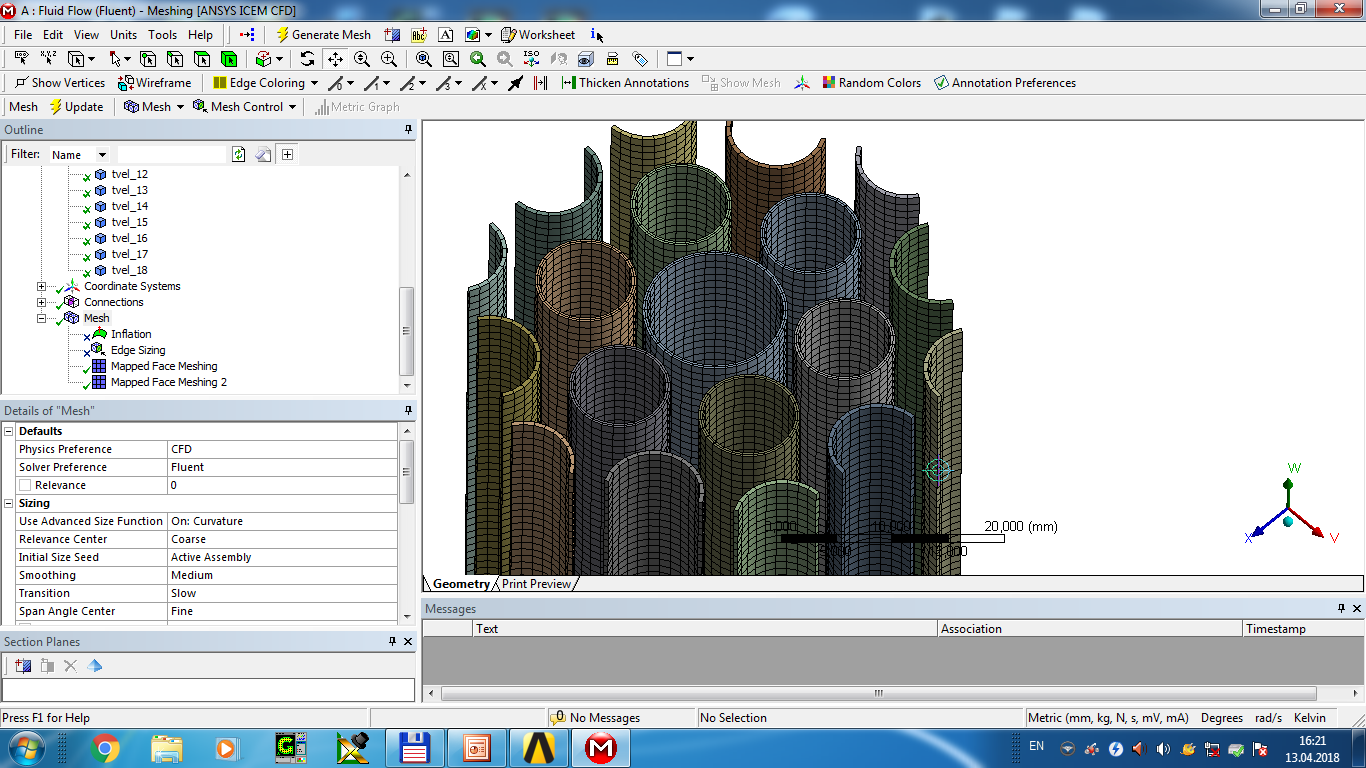 A : Fluid Flow (Fluent) - Meshing [ANSYS ICEM CFD]
File Edit View Units Tools Help Generate Mesh Worksheet
Show Vertices Wireframe Edge Coloring Thicken Annotations Show Mesh Random Colors Annotation Preferences
Mesh Update Mesh Mesh Control Metric Graph
Outline
Filter: Name
tvel_12
tvel_13
tvel_14
tvel_15
tvel_16
tvel_17
tvel_18
Coordinate Systems
Connections
Mesh
Inflation
Edge Sizing
Mapped Face Meshing
Mapped Face Meshing 2
Details of "Mesh"
Defaults
Physics Preference CFD
Solver Preference Fluent
Relevance 0
Sizing
Use Advanced Size Function On: Curvature
Relevance Center Coarse
Initial Size Seed Active Assembly
Smoothing Medium
Transition Slow
Span Angle Center Fine
Section Planes
20,000 (mm)
W
X
V
Geometry Print Preview
Messages
Text Association Timestamp
Press F1 for Help 0 No Messages No Selection Metric (mm, kg, N, s, mV, mA) Degrees rad/s Kelvin
EN 16:21
13.04.2018